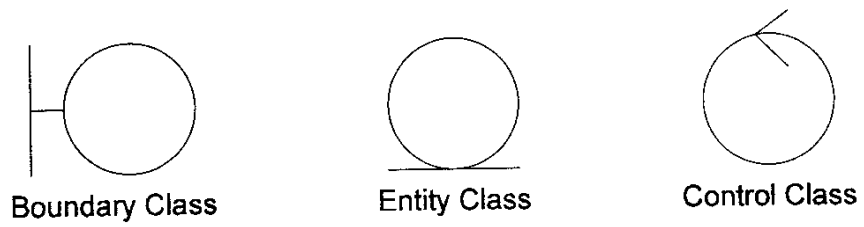 Boundary Class
Entity Class
Control Class